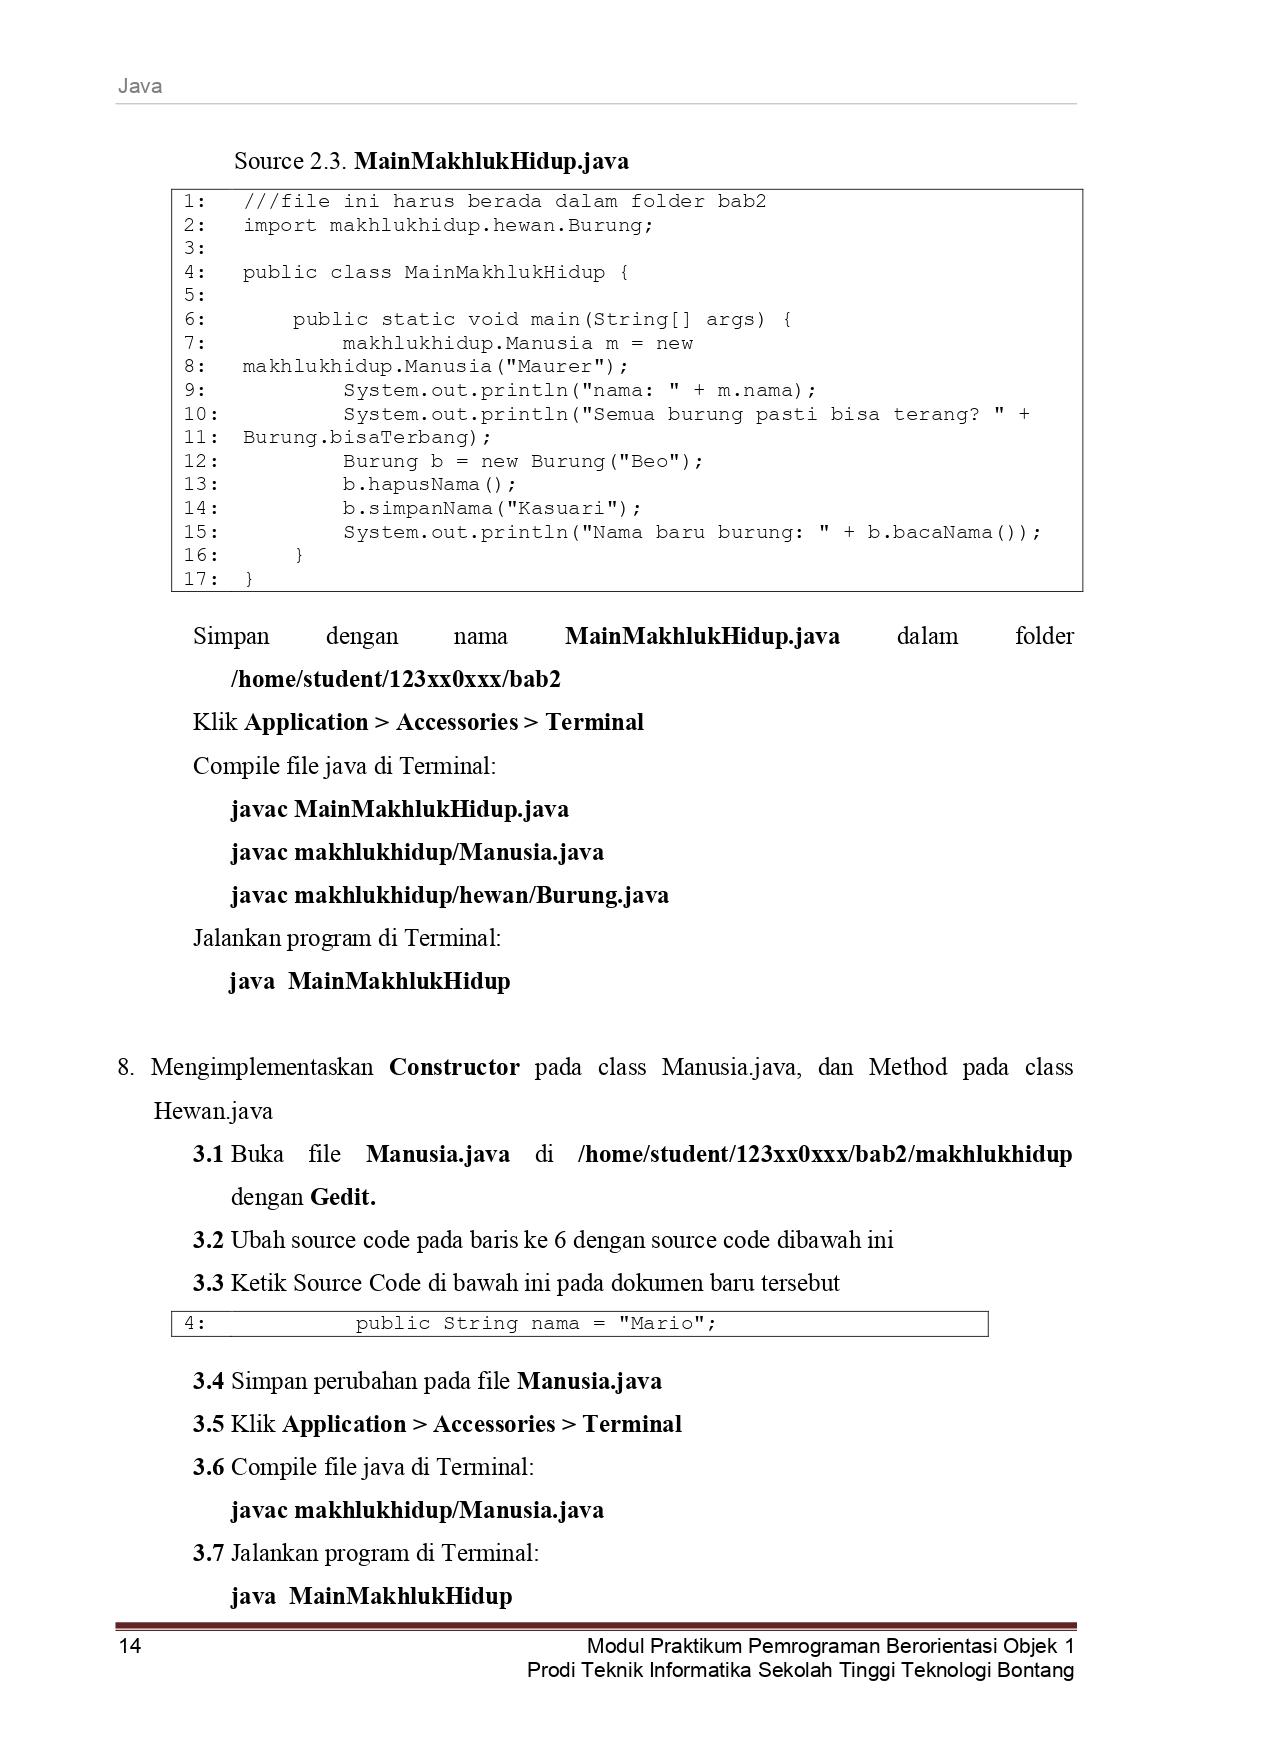 Java
Source 2.3. MainMakhlukHidup.java
1: ///file ini harus berada dalam folder bab2
2: import makhlukhidup.hewan.Burung;
3:
4: public class MainMakhlukHidup {
5:
6: public static void main(String[] args) {
7: makhlukhidup.Manusia m = new
8: makhlukhidup.Manusia("Maurer");
9: System.out.println("nama: " + m.nama);
10: System.out.println("Semua burung pasti bisa terang? " +
11: Burung.bisaTerbang);
12: Burung b = new Burung("Beo");
13: b.hapusNama();
14: b.simpanNama("Kasuari");
15: System.out.println("Nama baru burung: " + b.bacaNama());
16: }
17: }
Simpan dengan nama MainMakhlukHidup.java dalam folder
/home/student/123xx0xxx/bab2
Klik Application > Accessories > Terminal
Compile file java di Terminal:
javac MainMakhlukHidup.java
javac makhlukhidup/Manusia.java
javac makhlukhidup/hewan/Burung.java
Jalankan program di Terminal:
java MainMakhlukHidup
8. Mengimplementaskan Constructor pada class Manusia.java, dan Method pada class
Hewan.java
3.1 Buka file Manusia.java di /home/student/123xx0xxx/bab2/makhlukhidup
dengan Gedit.
3.2 Ubah source code pada baris ke 6 dengan source code dibawah ini
3.3 Ketik Source Code di bawah ini pada dokumen baru tersebut
4: public String nama = "Mario";
3.4 Simpan perubahan pada file Manusia.java
3.5 Klik Application > Accessories > Terminal
3.6 Compile file java di Terminal:
javac makhlukhidup/Manusia.java
3.7 Jalankan program di Terminal:
java MainMakhlukHidup
14 Modul Praktikum Pemrograman Berorientasi Objek 1
Prodi Teknik Informatika Sekolah Tinggi Teknologi Bontang